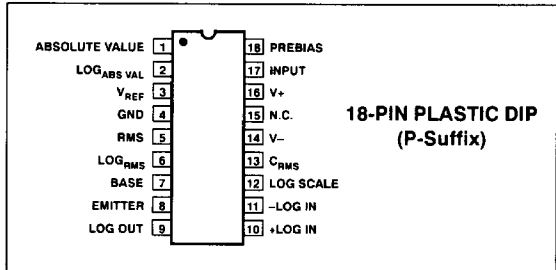 ABSOLUTE VALUE 1
LOG ABS VAL 2
VREF 3
GND 4
RMS 5
LOGRMS 6
BASE 7
EMITTER 8
LOG OUT 9
18 PREBIAS
17 INPUT
16 V+
15 N.C.
14 V–
13 CRMS
12 LOG SCALE
11 –LOG IN
10 +LOG IN
18-PIN PLASTIC DIP
(P-Suffix)